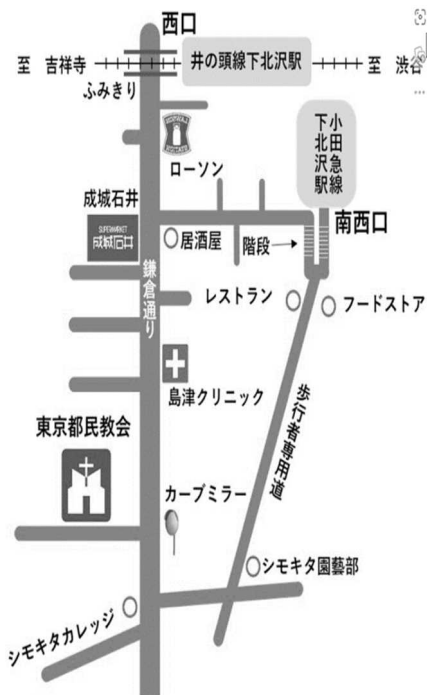 西口
至 吉祥寺
井の頭線下北沢駅
至 渋谷
ふみきり
ローソン
小田急線
下北沢駅
成城石井
SUPERMARKET
成城石井
居酒屋
階段
南西口
鎌倉通り
レストラン
フードストア
島津クリニック
歩行者専用道
東京都民教会
カーブミラー
シモキタ園藝部
シモキタカレッジ